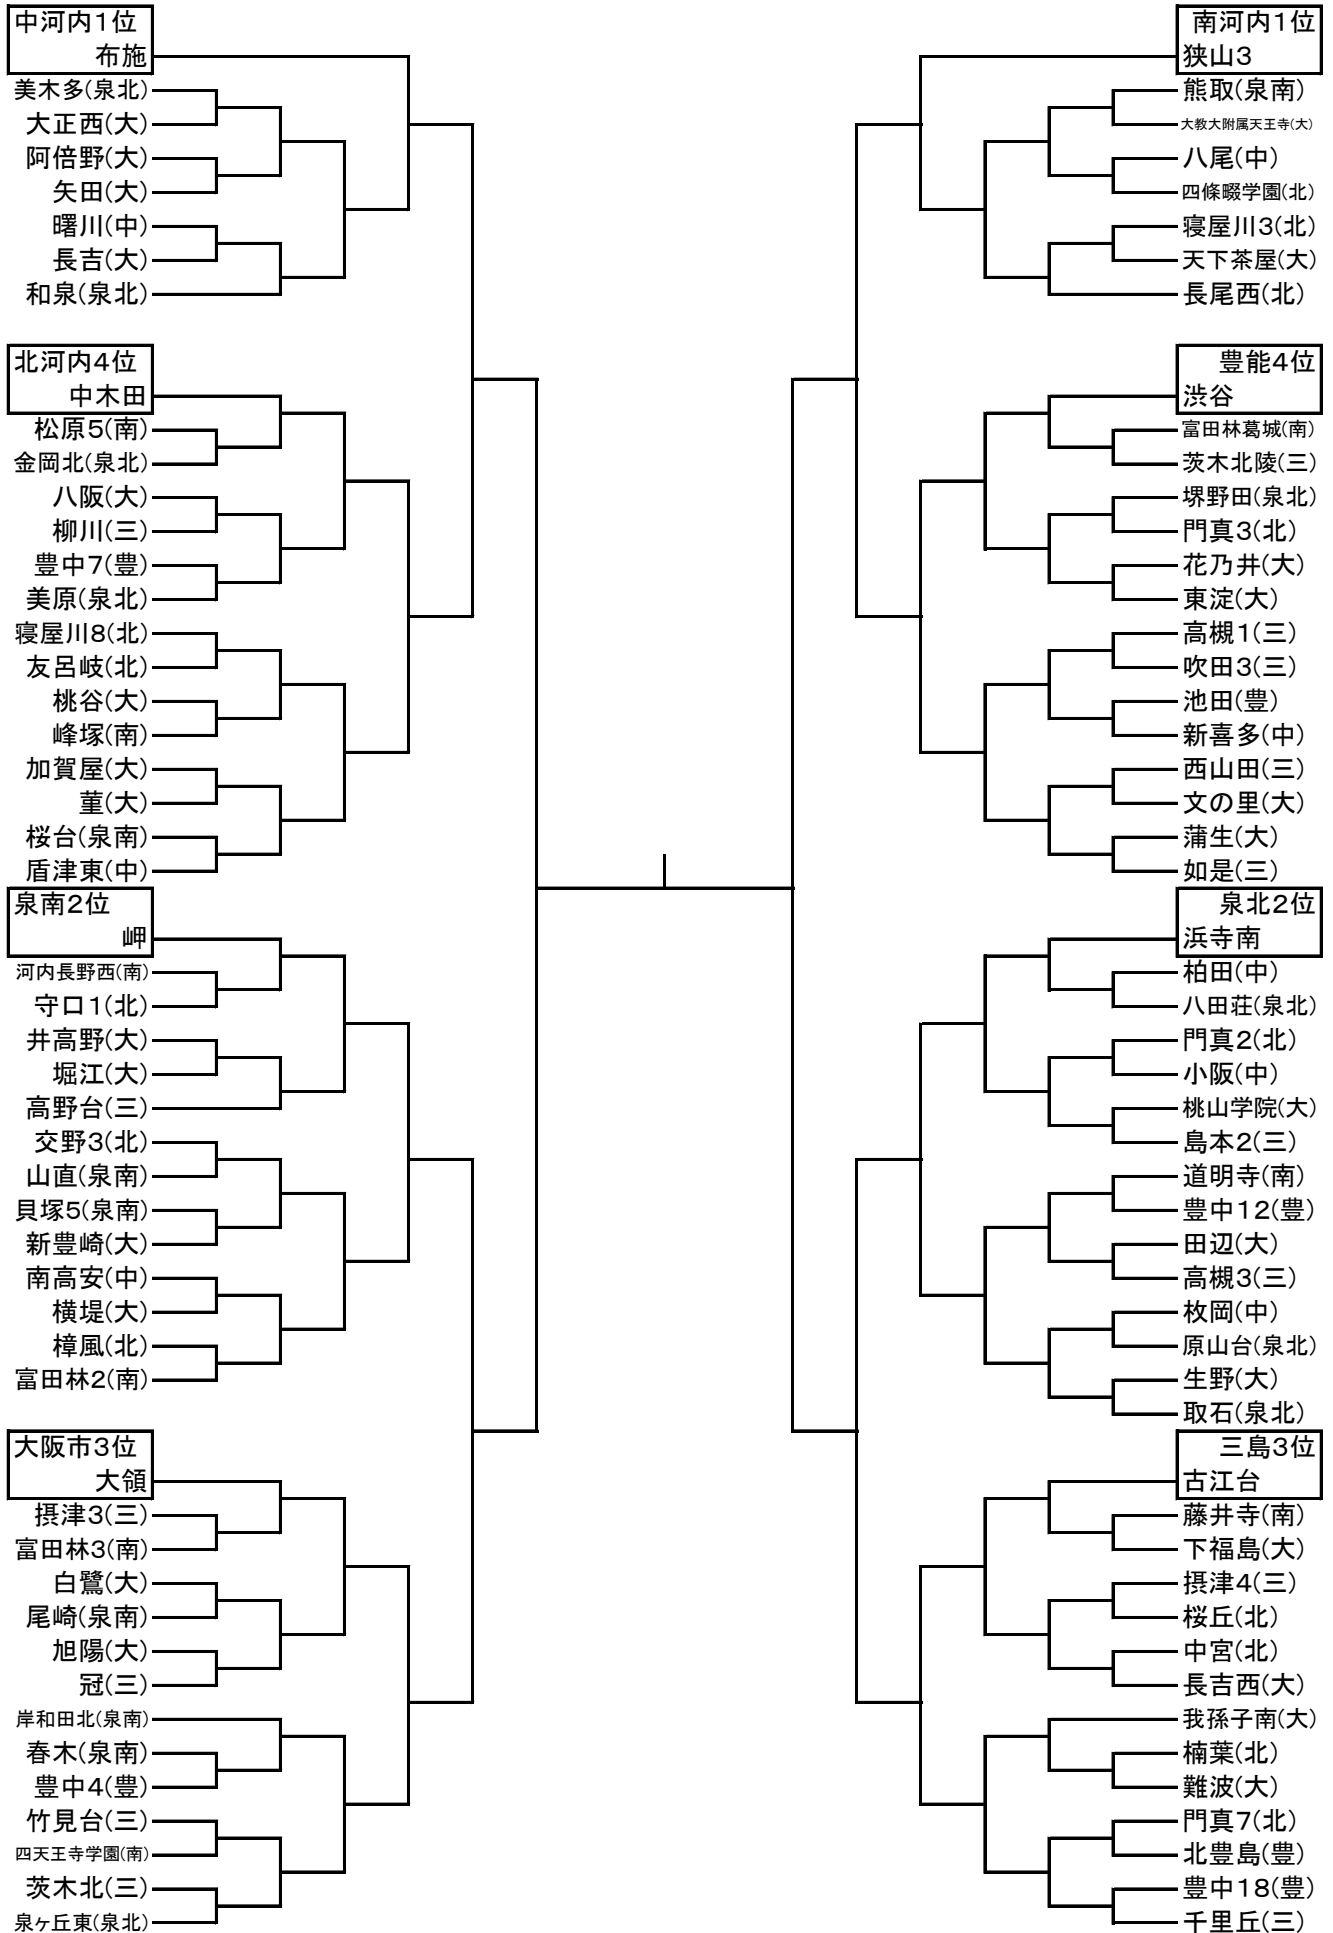 中河内1位
布施
美木多(泉北)
大正西(大)
阿倍野(大)
矢田(大)
曙川(中)
長吉(大)
和泉(泉北)
北河内4位
中木田
松原5(南)
金岡北(泉北)
八阪(大)
柳川(三)
豊中7(豊)
美原(泉北)
寝屋川8(北)
友呂岐(北)
桃谷(大)
峰塚(南)
加賀屋(大)
菫(大)
桜台(泉南)
盾津東(中)
泉南2位
岬
河内長野西(南)
守口1(北)
井高野(大)
堀江(大)
高野台(三)
交野3(北)
山直(泉南)
貝塚5(泉南)
新豊崎(大)
南高安(中)
横堤(大)
樟風(北)
富田林2(南)
大阪市3位
大領
摂津3(三)
富田林3(南)
白鷺(大)
尾崎(泉南)
旭陽(大)
冠(三)
岸和田北(泉南)
春木(泉南)
豊中4(豊)
竹見台(三)
四天王寺学園(南)
茨木北(三)
泉ヶ丘東(泉北)
南河内1位
狭山3
熊取(泉南)
大教大附属天王寺(大)
八尾(中)
四條畷学園(北)
寝屋川3(北)
天下茶屋(大)
長尾西(北)
豊能4位
渋谷
富田林葛城(南)
茨木北陵(三)
堺野田(泉北)
門真3(北)
花乃井(大)
東淀(大)
高槻1(三)
吹田3(三)
池田(豊)
新喜多(中)
西山田(三)
文の里(大)
蒲生(大)
如是(三)
泉北2位
浜寺南
柏田(中)
八田荘(泉北)
門真2(北)
小阪(中)
桃山学院(大)
島本2(三)
道明寺(南)
豊中12(豊)
田辺(大)
高槻3(三)
枚岡(中)
原山台(泉北)
生野(大)
取石(泉北)
三島3位
古江台
藤井寺(南)
下福島(大)
摂津4(三)
桜丘(北)
中宮(北)
長吉西(大)
我孫子南(大)
楠葉(北)
難波(大)
門真7(北)
北豊島(豊)
豊中18(豊)
千里丘(三)